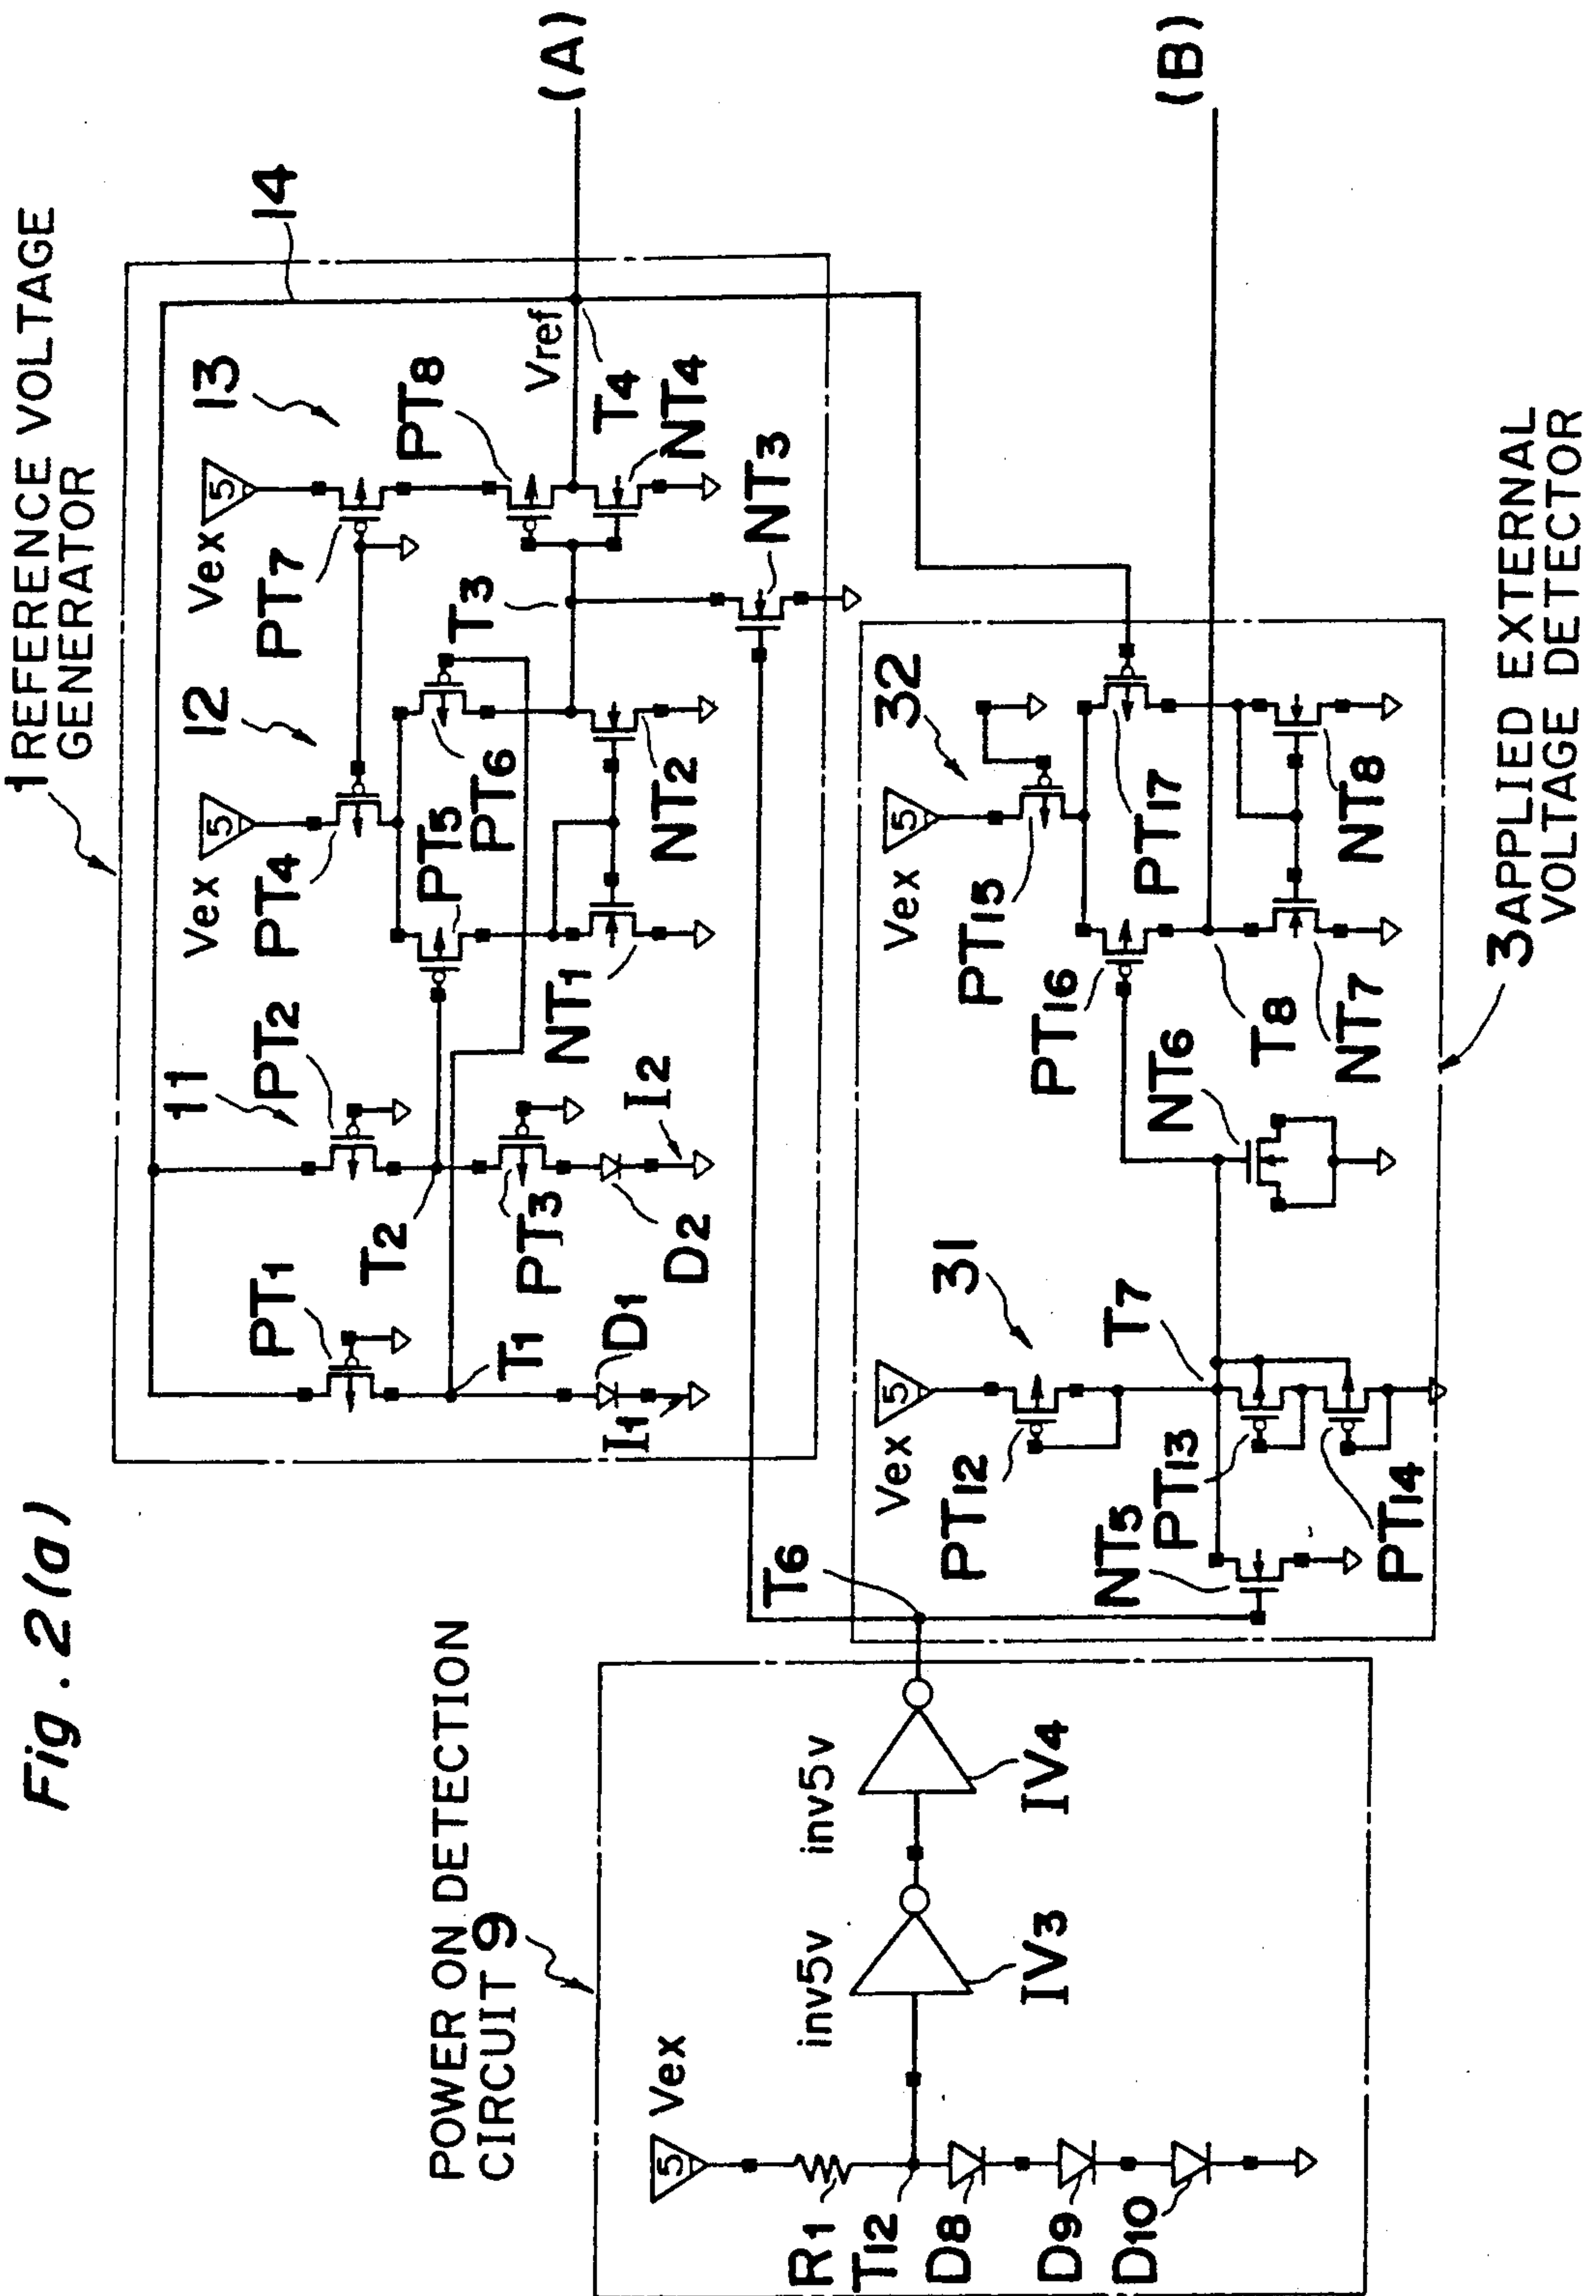 Fig. 2(a)
1 REFERENCE VOLTAGE
GENERATOR
Vex
5
PT7
13
PT8
Vref
T4
NT4
14
(A)
Vex
5
PT4
12
PT5
PT6
T3
NT3
NT1
NT2
11
PT2
T2
PT3
D2
I2
PT1
T1
D1
I1
POWER ON DETECTION
CIRCUIT 9
Vex
5
R1
T12
D8
D9
D10
inv5v
IV3
inv5v
IV4
T6
Vex
5
PT12
31
T7
PT13
NT5
PT14
Vex
5
PT15
32
PT16
PT17
NT6
T8
NT7
NT8
(B)
3 APPLIED EXTERNAL
VOLTAGE DETECTOR